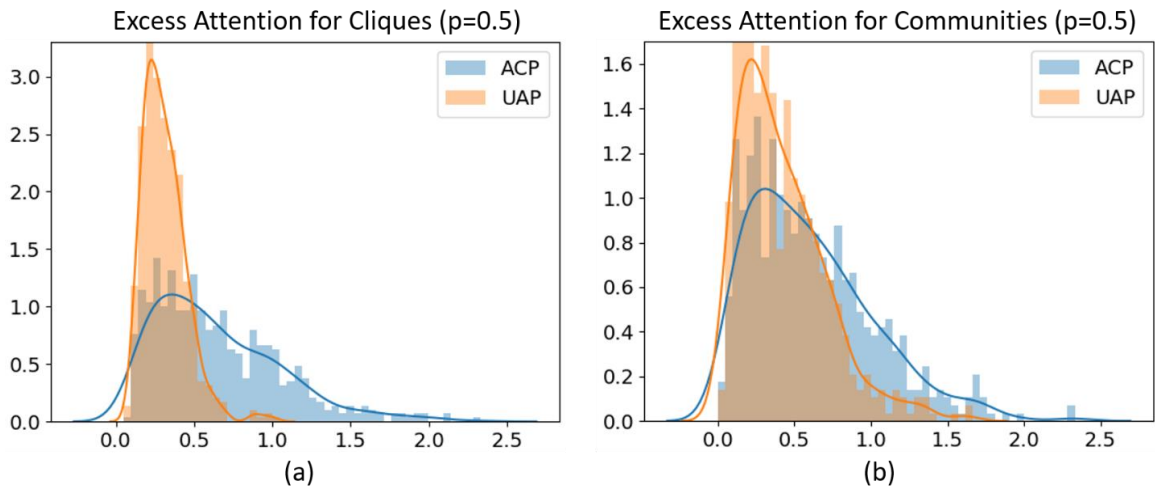 Excess Attention for Cliques (p=0.5)
ACP
UAP
3.0
2.5
2.0
1.5
1.0
0.5
0.0
0.0 0.5 1.0 1.5 2.0 2.5
(a)
Excess Attention for Communities (p=0.5)
ACP
UAP
1.6
1.4
1.2
1.0
0.8
0.6
0.4
0.2
0.0
0.0 0.5 1.0 1.5 2.0 2.5
(b)